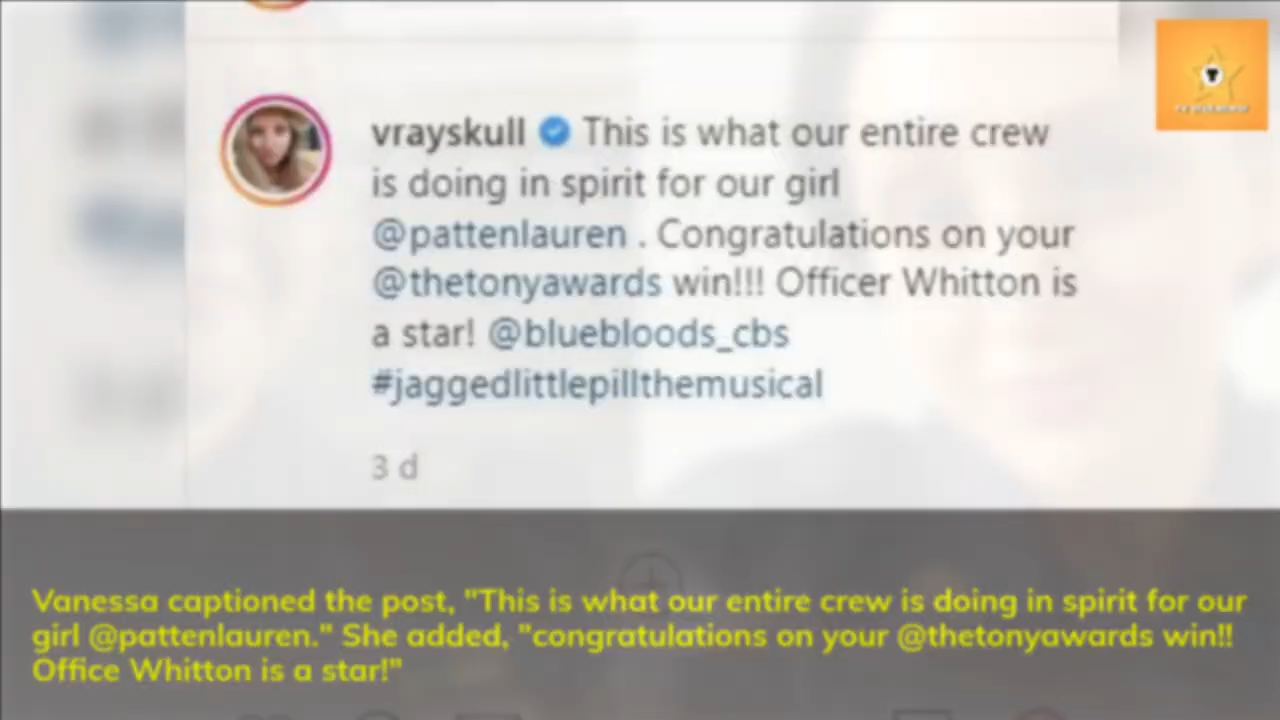 vrayskull This is what our entire crew
is doing in spirit for our girl
@pattenlauren . Congratulations on your
@thetonyawards win!!! Officer Whitton is
a star! @bluebloods_cbs
#jaggedlittlepillthemusical
3 d
Vanessa captioned the post, "This is what our entire crew is doing in spirit for our
girl @pattenlauren." She added, "congratulations on your @thetonyawards win!!
Office Whitton is a star!"